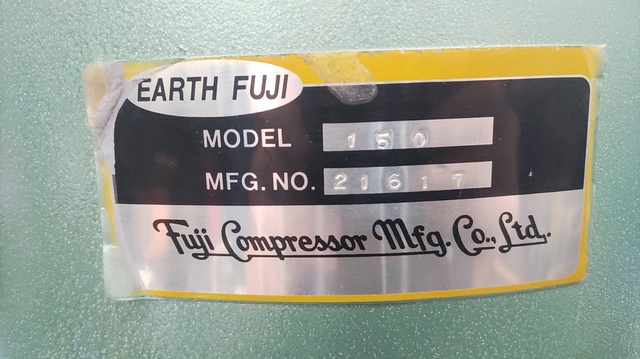 EARTH FUJI
MODEL 150
MFG. NO. 21617
Fuji Compressor Mfg. Co., Ltd.